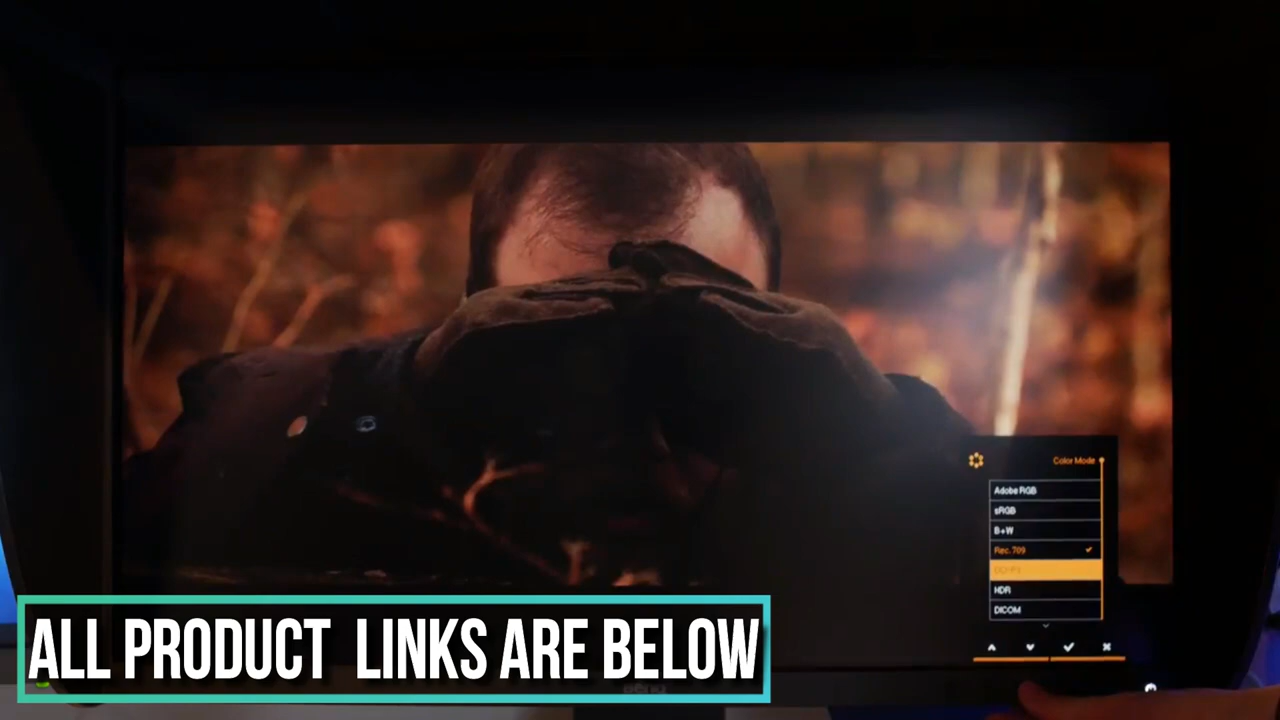 Color Mode
Adobe RGB
sRGB
B+W
Rec. 709
HDR
DICOM
ALL PRODUCT LINKS ARE BELOW